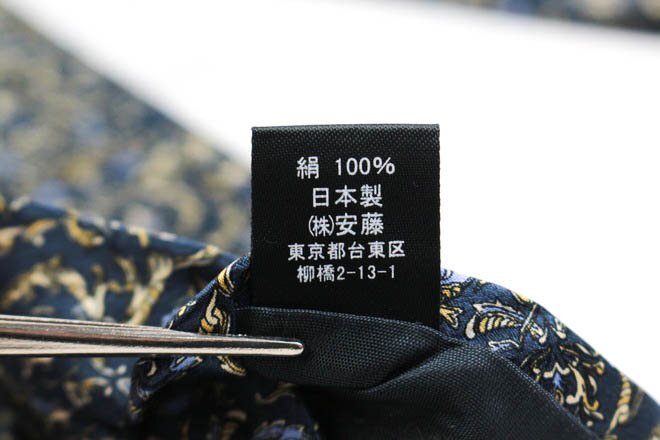 絹 100%
日本製
㈱安藤
東京都台東区
柳橋2-13-1